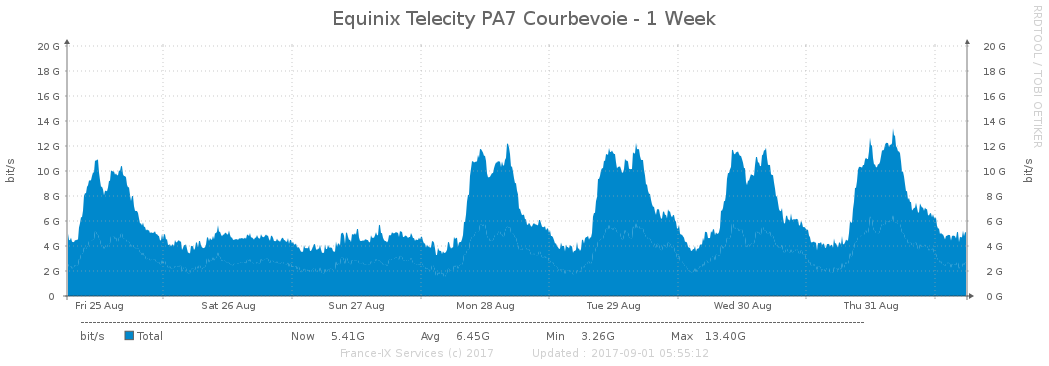 Equinix Telecity PA7 Courbevoie - 1 Week
RRDTOOL / TOBI OETIKER
bit/s
20 G 20 G
18 G 18 G
16 G 16 G
14 G 14 G
12 G 12 G
10 G 10 G
8 G 8 G
6 G 6 G
4 G 4 G
2 G 2 G
0 0 G
bit/s
Fri 25 Aug Sat 26 Aug Sun 27 Aug Mon 28 Aug Tue 29 Aug Wed 30 Aug Thu 31 Aug
bit/s Total Now 5.41G Avg 6.45G Min 3.26G Max 13.40G
France-IX Services (c) 2017 Updated : 2017-09-01 05:55:12